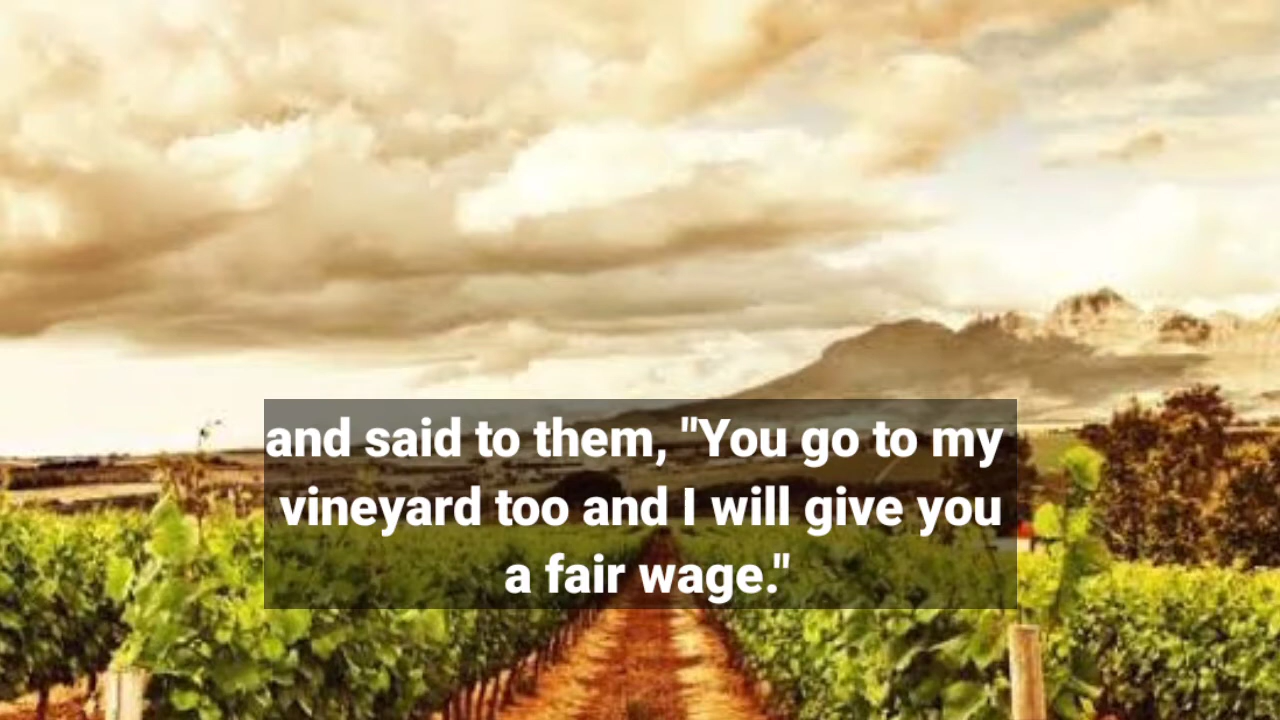 and said to them, "You go to my
vineyard too and I will give you
a fair wage."